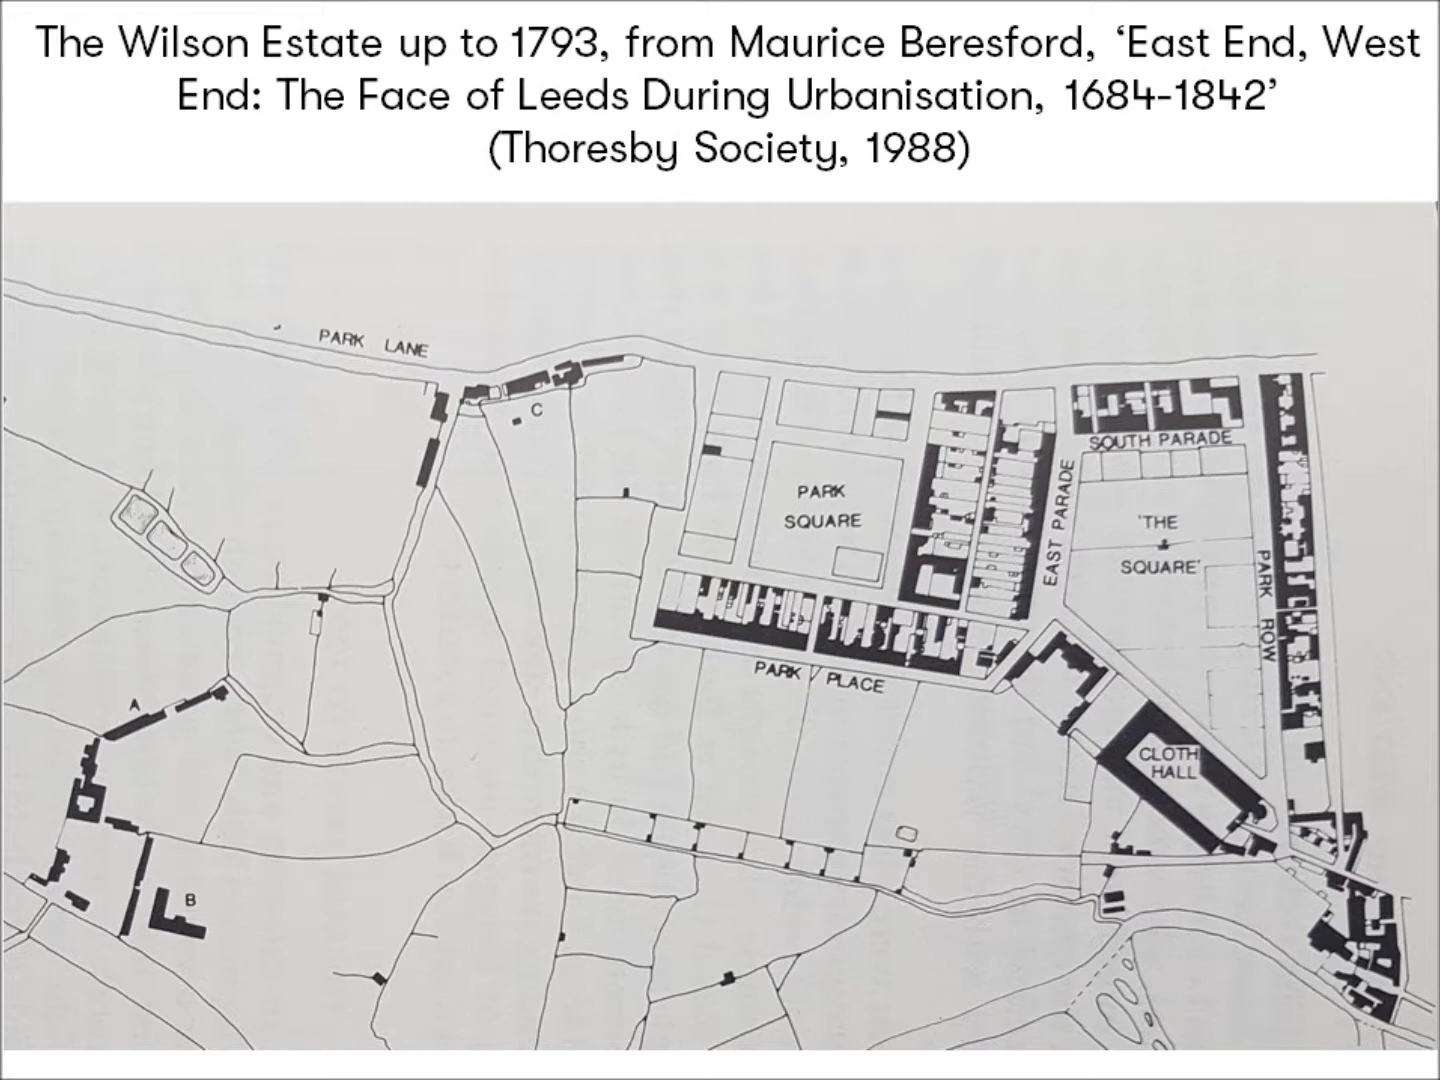 The Wilson Estate up to 1793, from Maurice Beresford, ‘East End, West
End: The Face of Leeds During Urbanisation, 1684-1842’
(Thoresby Society, 1988)
PARK LANE
C
SOUTH PARADE
PARK
SQUARE
EAST PARADE
'THE
SQUARE'
PARK ROW
PARK PLACE
A
CLOTH
HALL
B